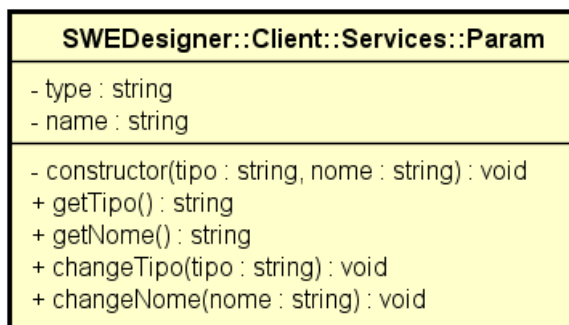 SWEDesigner::Client::Services::Param
- type : string
- name : string
- constructor(tipo : string, nome : string) : void
+ getTipo() : string
+ getNome() : string
+ changeTipo(tipo : string) : void
+ changeNome(nome : string) : void